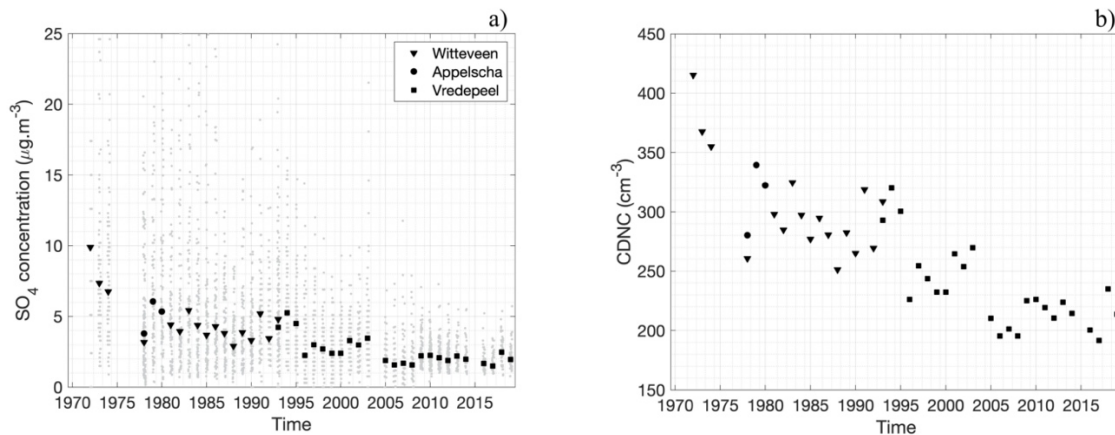 a)
25
20
15
10
5
0
SO4 concentration (μg.m-3)
Witteveen
Appelscha
Vredepeel
1970 1975 1980 1985 1990 1995 2000 2005 2010 2015
Time
b)
450
400
350
300
250
200
150
CDNC (cm-3)
1970 1975 1980 1985 1990 1995 2000 2005 2010 2015
Time